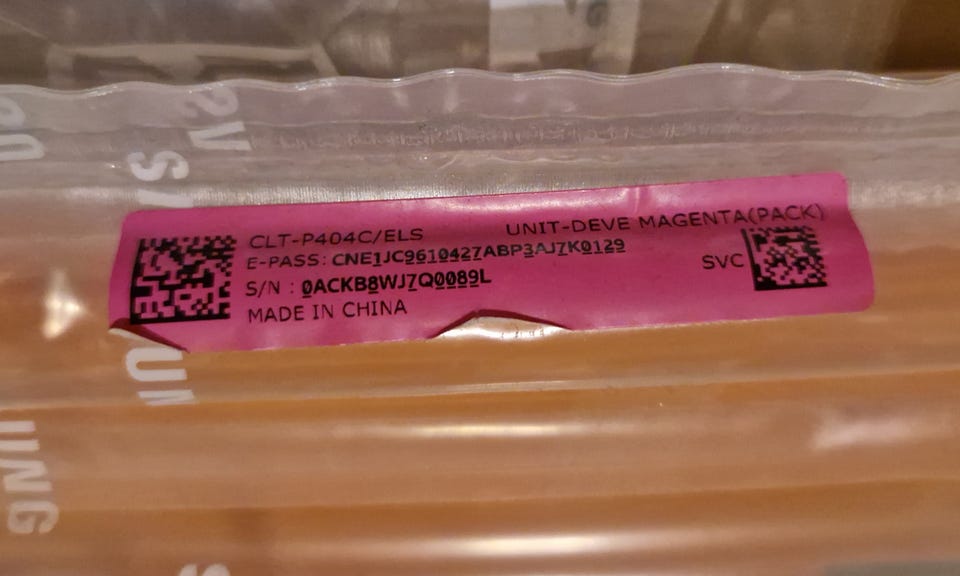 CLT-P404C/ELS UNIT-DEVE MAGENTA(PACK)
E-PASS: CNE1JC9610427ABP3AJ7K0129
S/N : 0ACKB8WJ7Q0089L
SVC
MADE IN CHINA